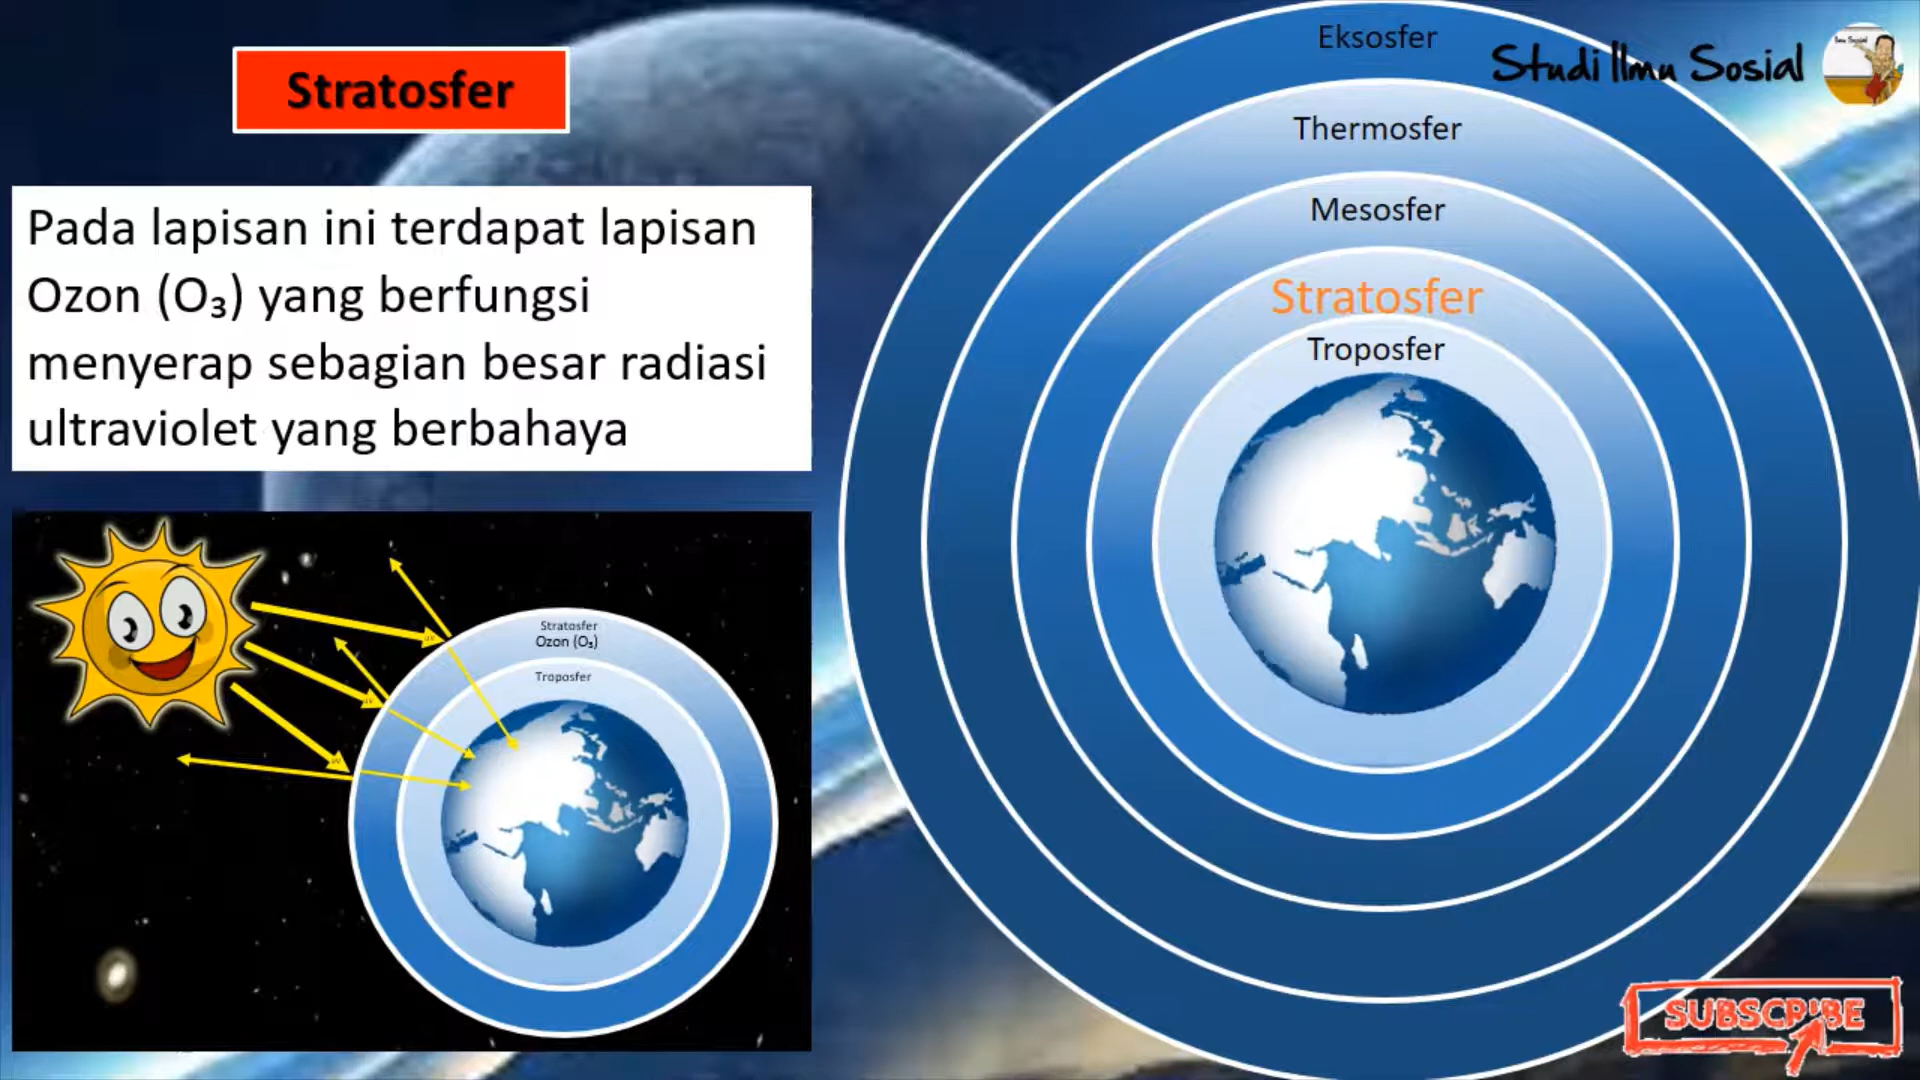 Stratosfer
Pada lapisan ini terdapat lapisan
Ozon (O₃) yang berfungsi
menyerap sebagian besar radiasi
ultraviolet yang berbahaya
Stratosfer
Ozon (O₃)
Troposfer
Eksosfer
Thermosfer
Mesosfer
Stratosfer
Troposfer
Studi Ilmu Sosial
SUBSCRIBE